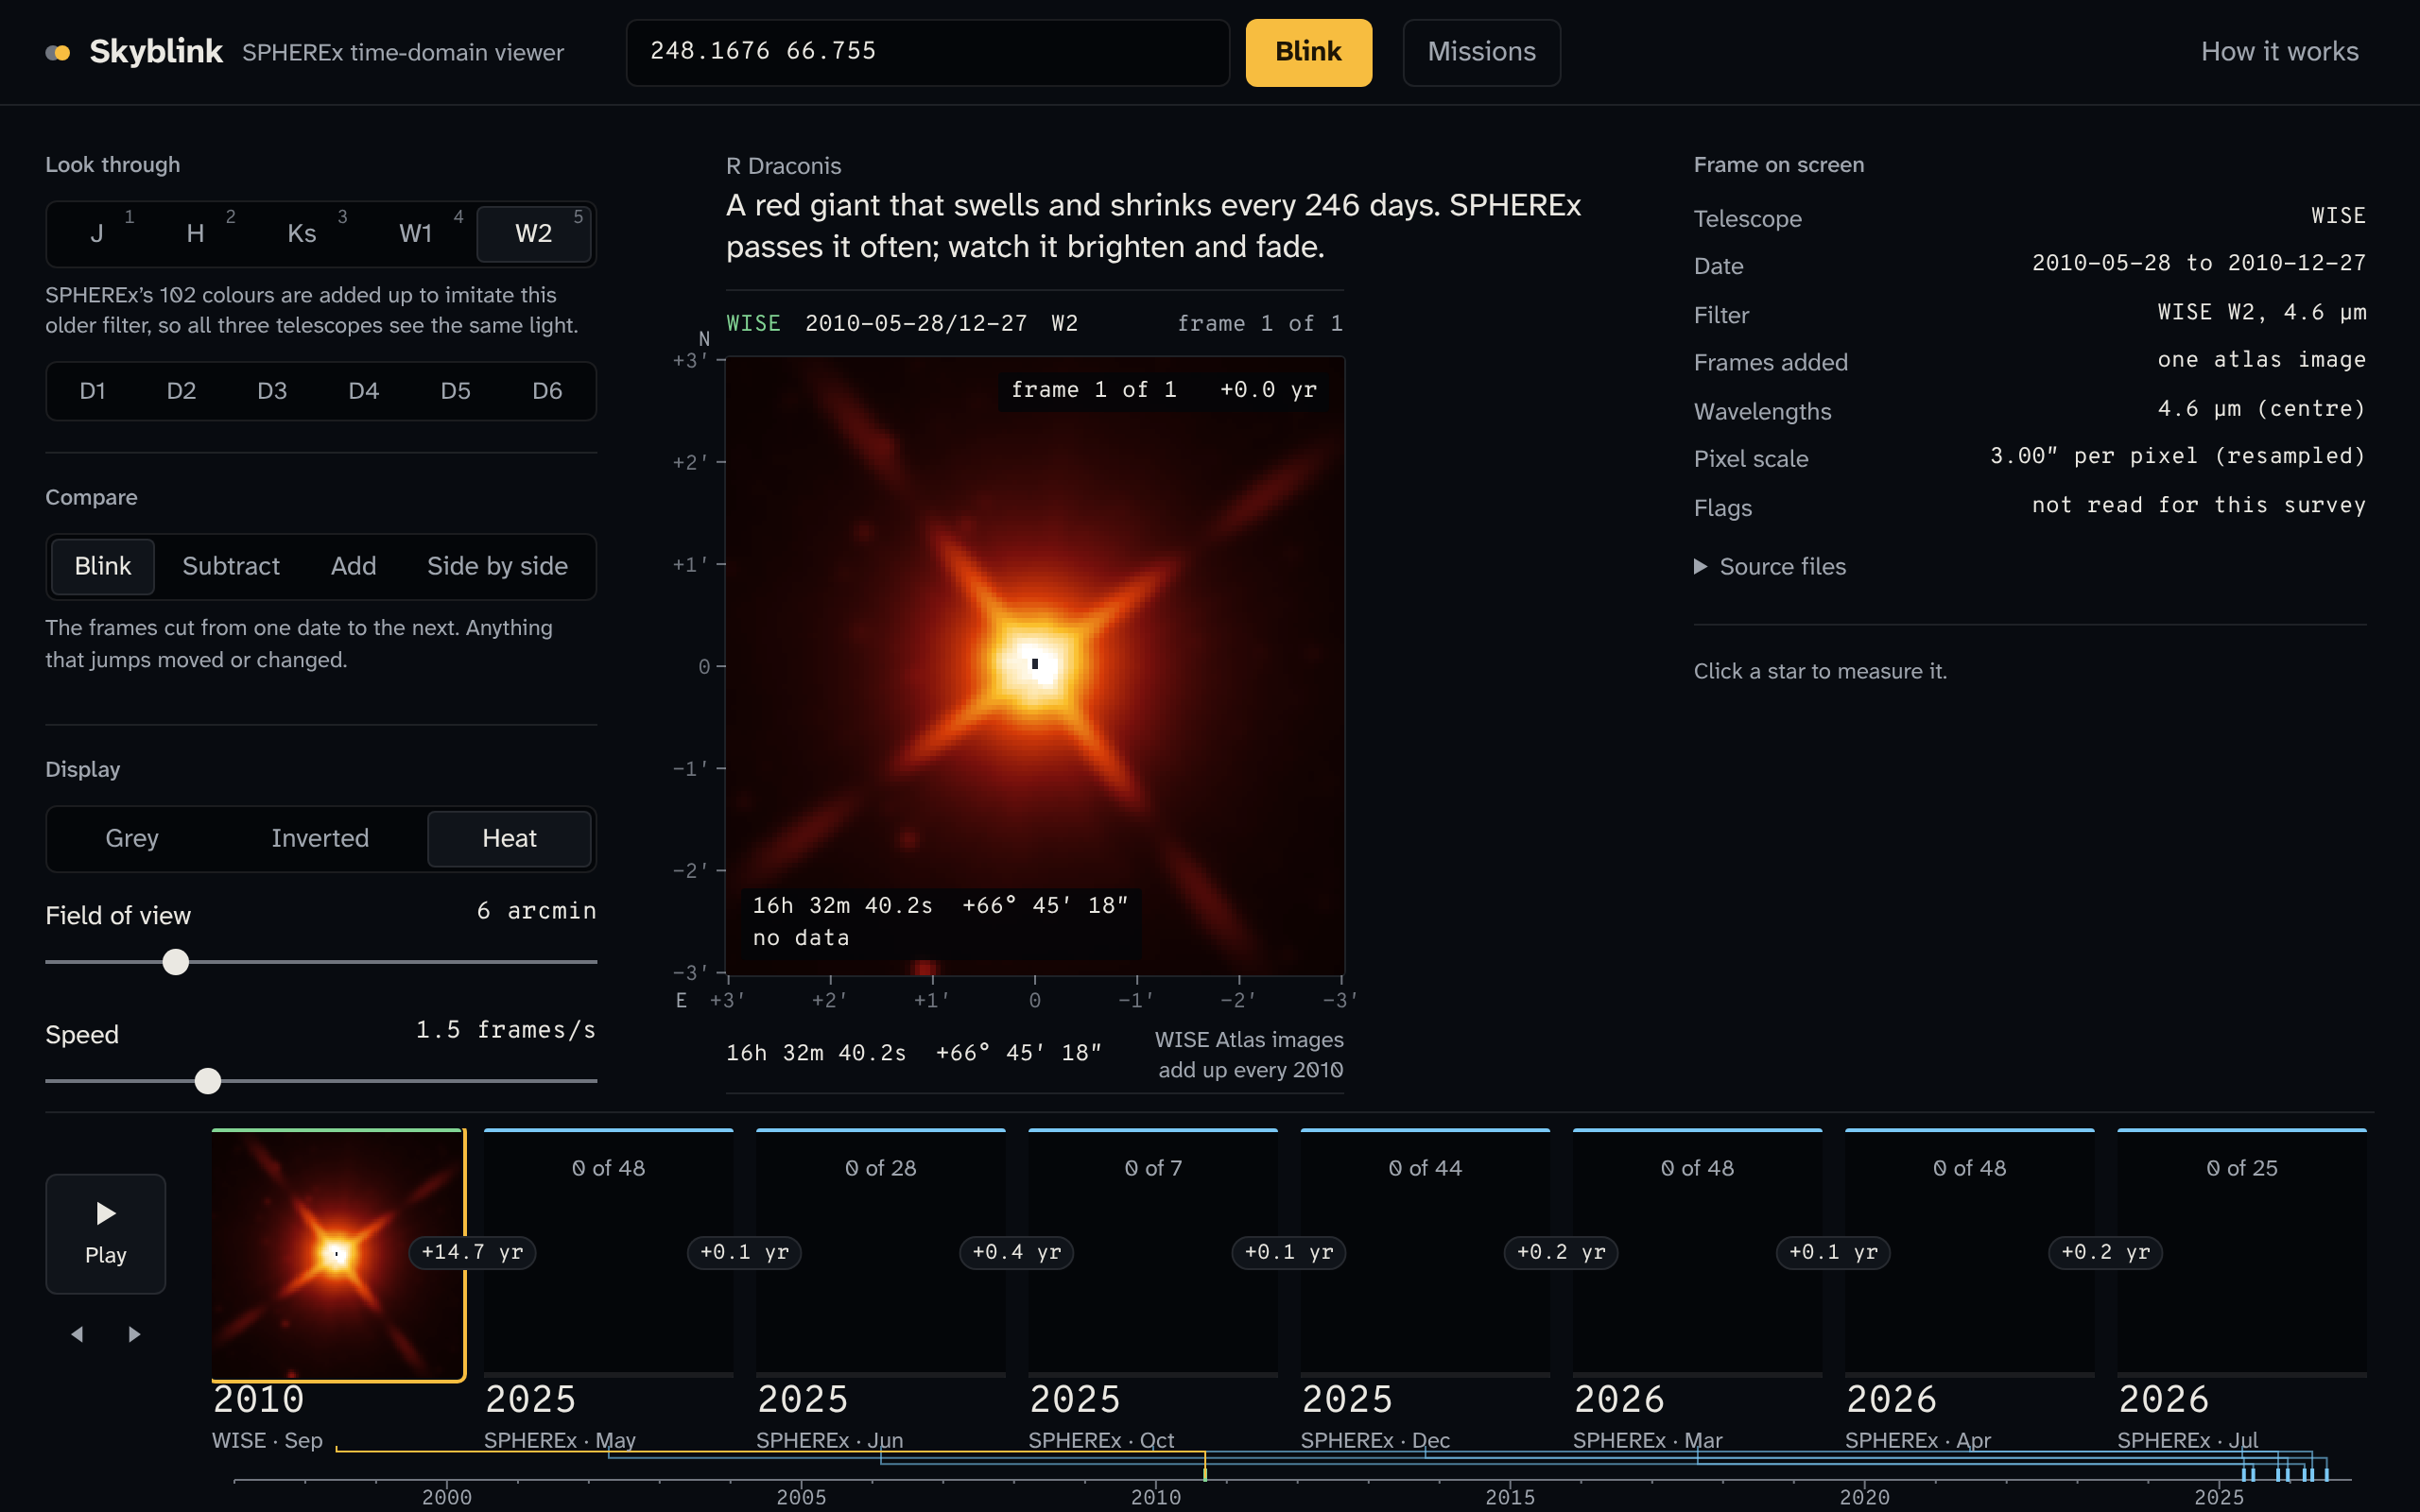 Skyblink SPHEREx time-domain viewer
248.1676 66.755
Blink
Missions
How it works
Look through
J 1 H 2 Ks 3 W1 4 W2 5
SPHEREx’s 102 colours are added up to imitate this
older filter, so all three telescopes see the same light.
D1 D2 D3 D4 D5 D6
Compare
Blink Subtract Add Side by side
The frames cut from one date to the next. Anything
that jumps moved or changed.
Display
Grey Inverted Heat
Field of view 6 arcmin
Speed 1.5 frames/s
R Draconis
A red giant that swells and shrinks every 246 days. SPHEREx
passes it often; watch it brighten and fade.
WISE 2010-05-28/12-27 W2 frame 1 of 1
N
+3′
+2′
+1′
0
−1′
−2′
−3′
frame 1 of 1 +0.0 yr
16h 32m 40.2s +66° 45′ 18″
no data
E +3′ +2′ +1′ 0 −1′ −2′ −3′
16h 32m 40.2s +66° 45′ 18″
WISE Atlas images
add up every 2010
Frame on screen
Telescope WISE
Date 2010-05-28 to 2010-12-27
Filter WISE W2, 4.6 µm
Frames added one atlas image
Wavelengths 4.6 µm (centre)
Pixel scale 3.00″ per pixel (resampled)
Flags not read for this survey
Source files
Click a star to measure it.
Play
0 of 48 0 of 28 0 of 7 0 of 44 0 of 48 0 of 48 0 of 25
+14.7 yr +0.1 yr +0.4 yr +0.1 yr +0.2 yr +0.1 yr +0.2 yr
2010 2025 2025 2025 2025 2026 2026 2026
WISE · Sep SPHEREx · May SPHEREx · Jun SPHEREx · Oct SPHEREx · Dec SPHEREx · Mar SPHEREx · Apr SPHEREx · Jul
2000 2005 2010 2015 2020 2025